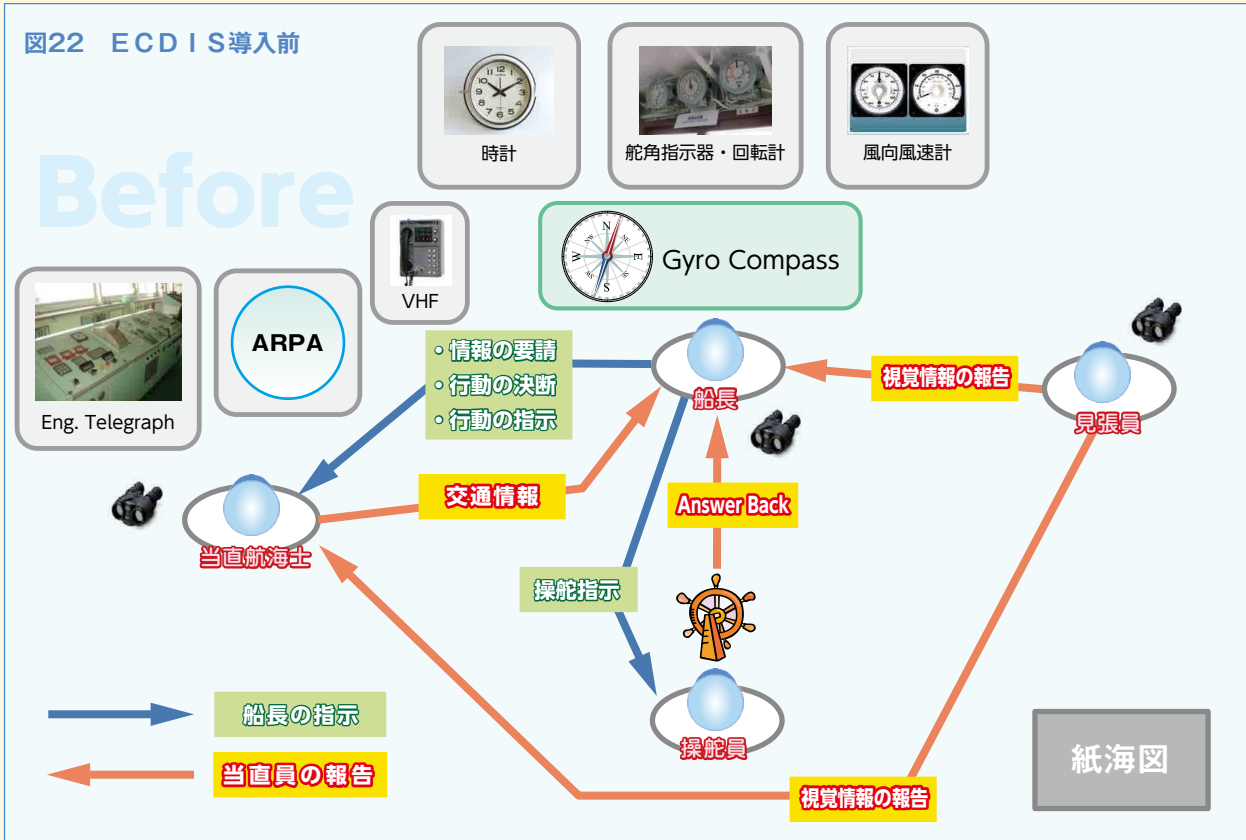 図22　ＥＣＤＩＳ導入前
Before
時計
舵角指示器・回転計
風向風速計
VHF
Gyro Compass
Eng. Telegraph
ARPA
・情報の要請
・行動の決断
・行動の指示
船長
視覚情報の報告
見張員
交通情報
Answer Back
当直航海士
操舵指示
操舵員
船長の指示
当直員の報告
視覚情報の報告
紙海図